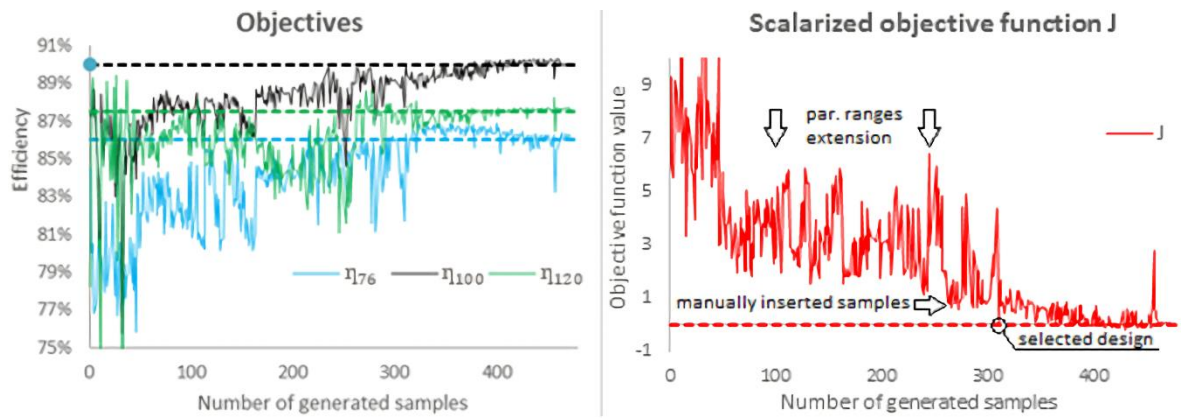 Objectives
91%
89%
87%
85%
83%
81%
79%
77%
75%
Efficiency
η76 η100 η120
0 100 200 300 400
Number of generated samples
Scalarized objective function J
9
7
5
3
1
-1
Objective function value
par. ranges
extension
J
manually inserted samples
selected design
0 100 200 300 400
Number of generated samples